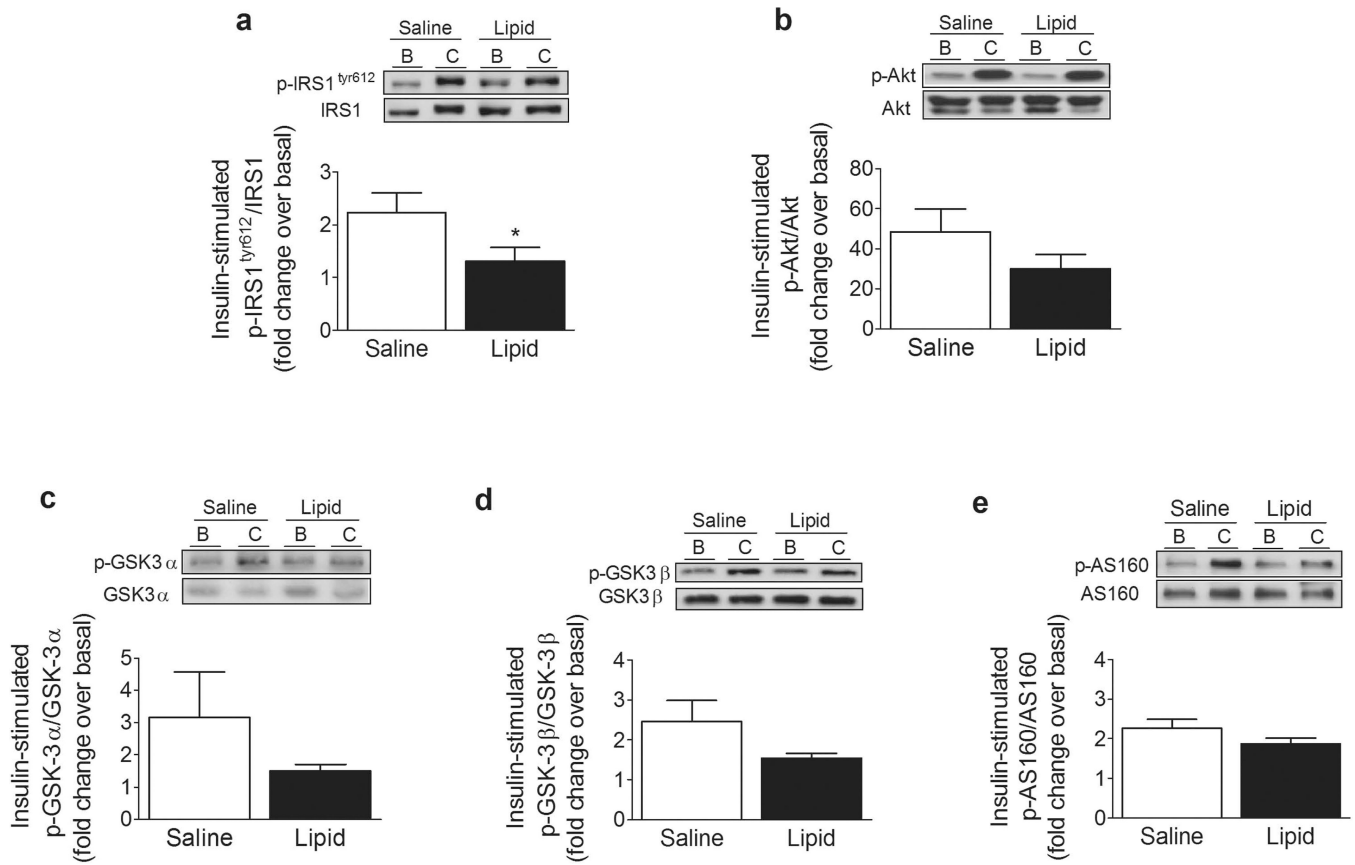 a
Saline Lipid
B C B C
p-IRS1 tyr612
IRS1
Insulin-stimulated
p-IRS1 tyr612/IRS1
(fold change over basal)
3
2
1
0
*
Saline Lipid
b
Saline Lipid
B C B C
p-Akt
Akt
Insulin-stimulated
p-Akt/Akt
(fold change over basal)
80
60
40
20
0
Saline Lipid
c
Saline Lipid
B C B C
p-GSK3 α
GSK3 α
Insulin-stimulated
p-GSK-3α/GSK-3α
(fold change over basal)
5
4
3
2
1
0
Saline Lipid
d
Saline Lipid
B C B C
p-GSK3 β
GSK3 β
Insulin-stimulated
p-GSK-3β/GSK-3β
(fold change over basal)
4
3
2
1
0
Saline Lipid
e
Saline Lipid
B C B C
p-AS160
AS160
Insulin-stimulated
p-AS160/AS160
(fold change over basal)
4
3
2
1
0
Saline Lipid